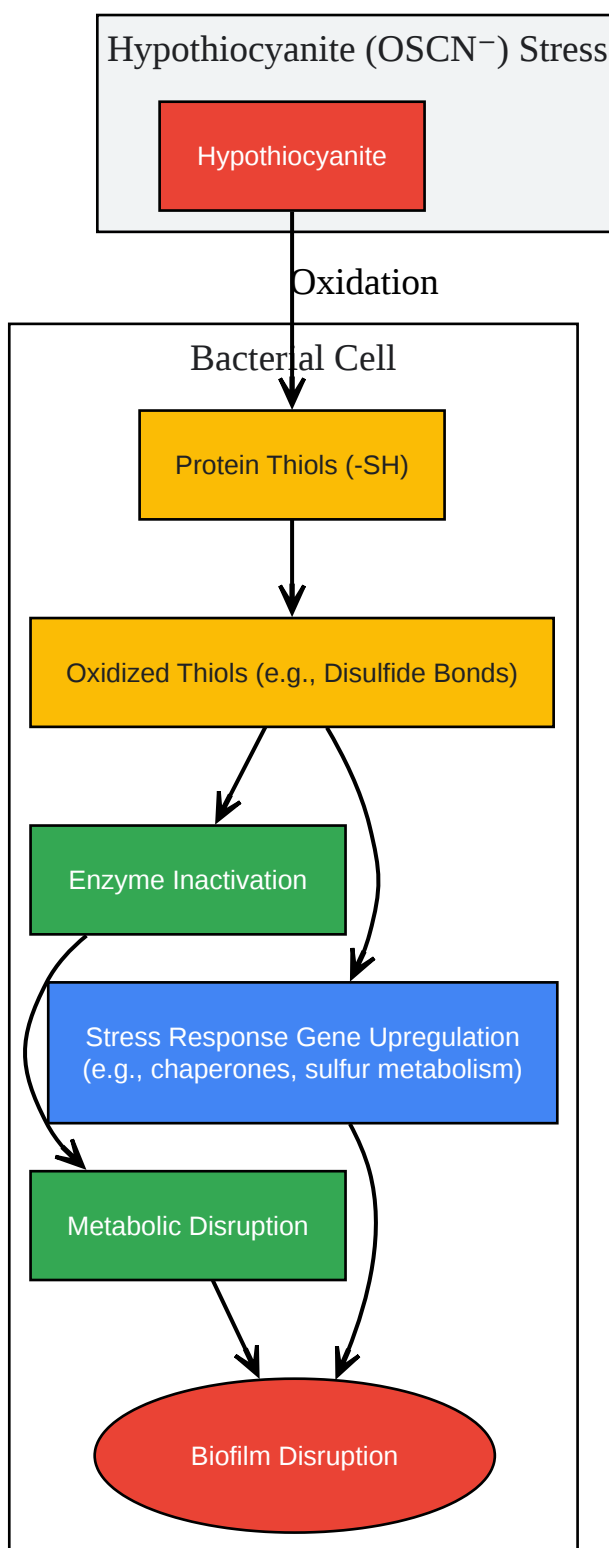 Hypothiocyanite (OSCN⁻) Stress
Hypothiocyanite
Oxidation
Bacterial Cell
Protein Thiols (-SH)
Oxidized Thiols (e.g., Disulfide Bonds)
Enzyme Inactivation
Stress Response Gene Upregulation
(e.g., chaperones, sulfur metabolism)
Metabolic Disruption
Biofilm Disruption